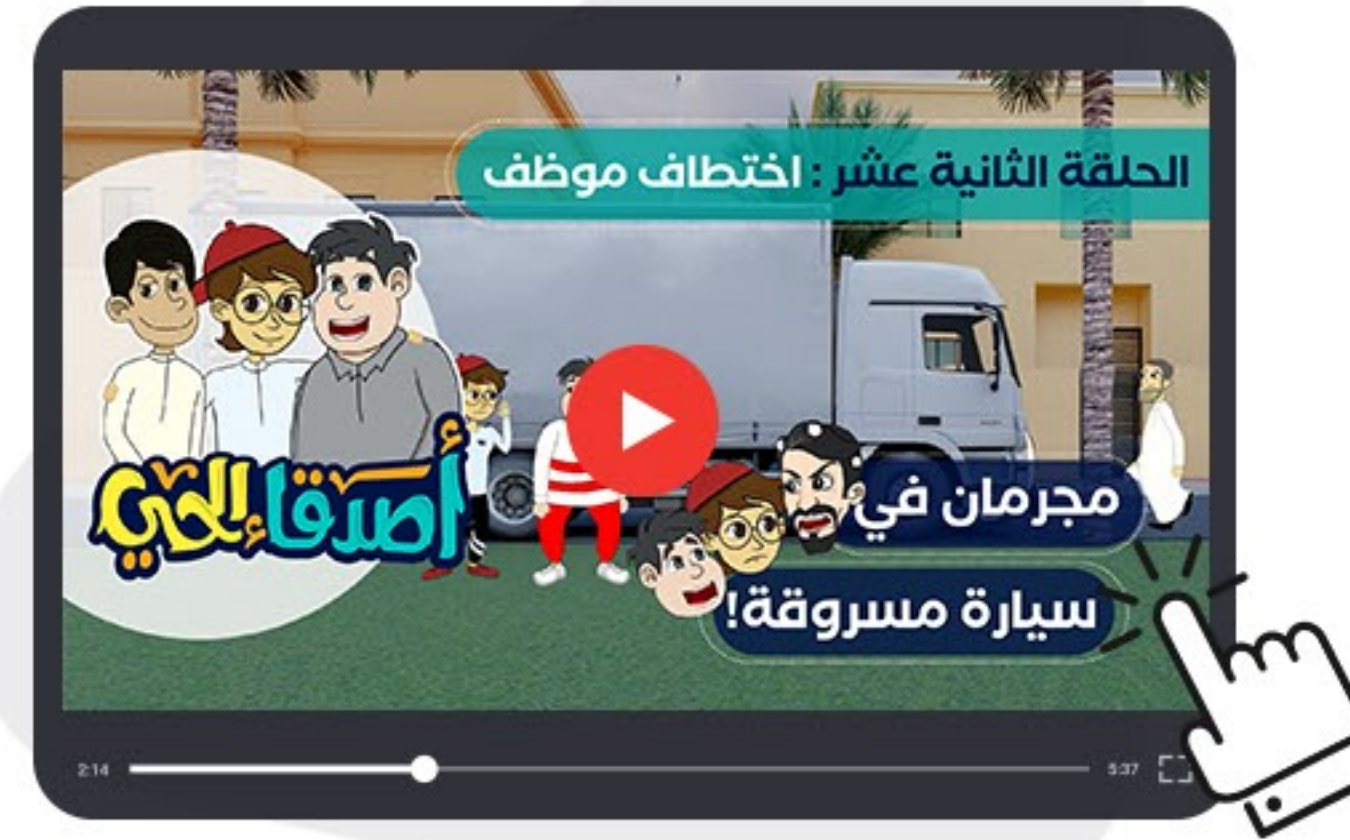 الحلقة الثانية عشر : اختطاف موظف
أصدقاء الحي
مجرمان في
سيارة مسروقة!
2:14
5:37